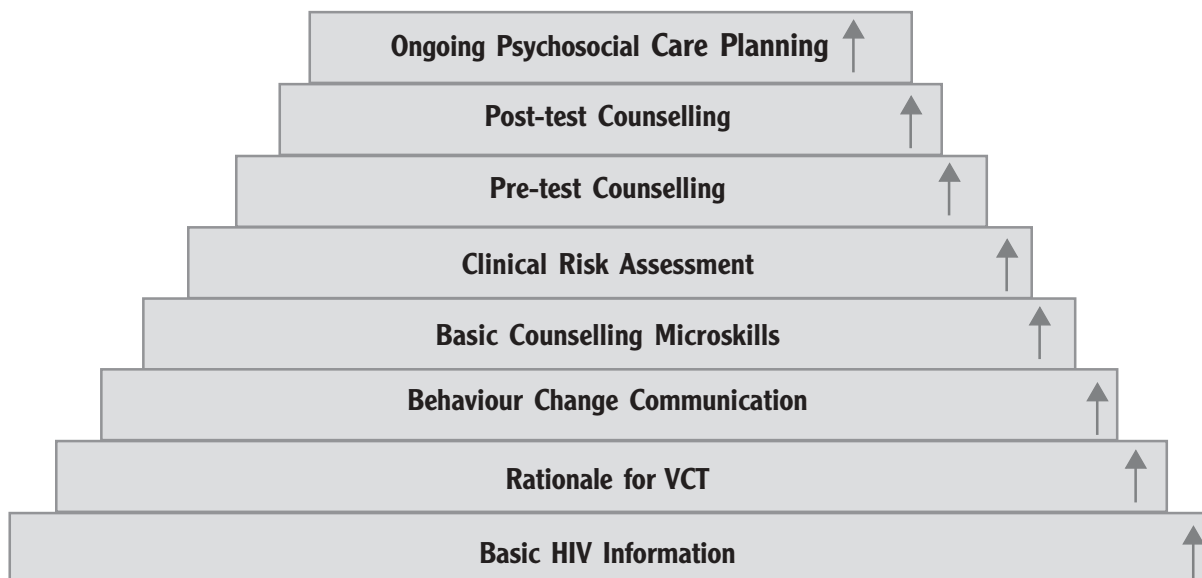 Ongoing Psychosocial Care Planning
Post-test Counselling
Pre-test Counselling
Clinical Risk Assessment
Basic Counselling Microskills
Behaviour Change Communication
Rationale for VCT
Basic HIV Information